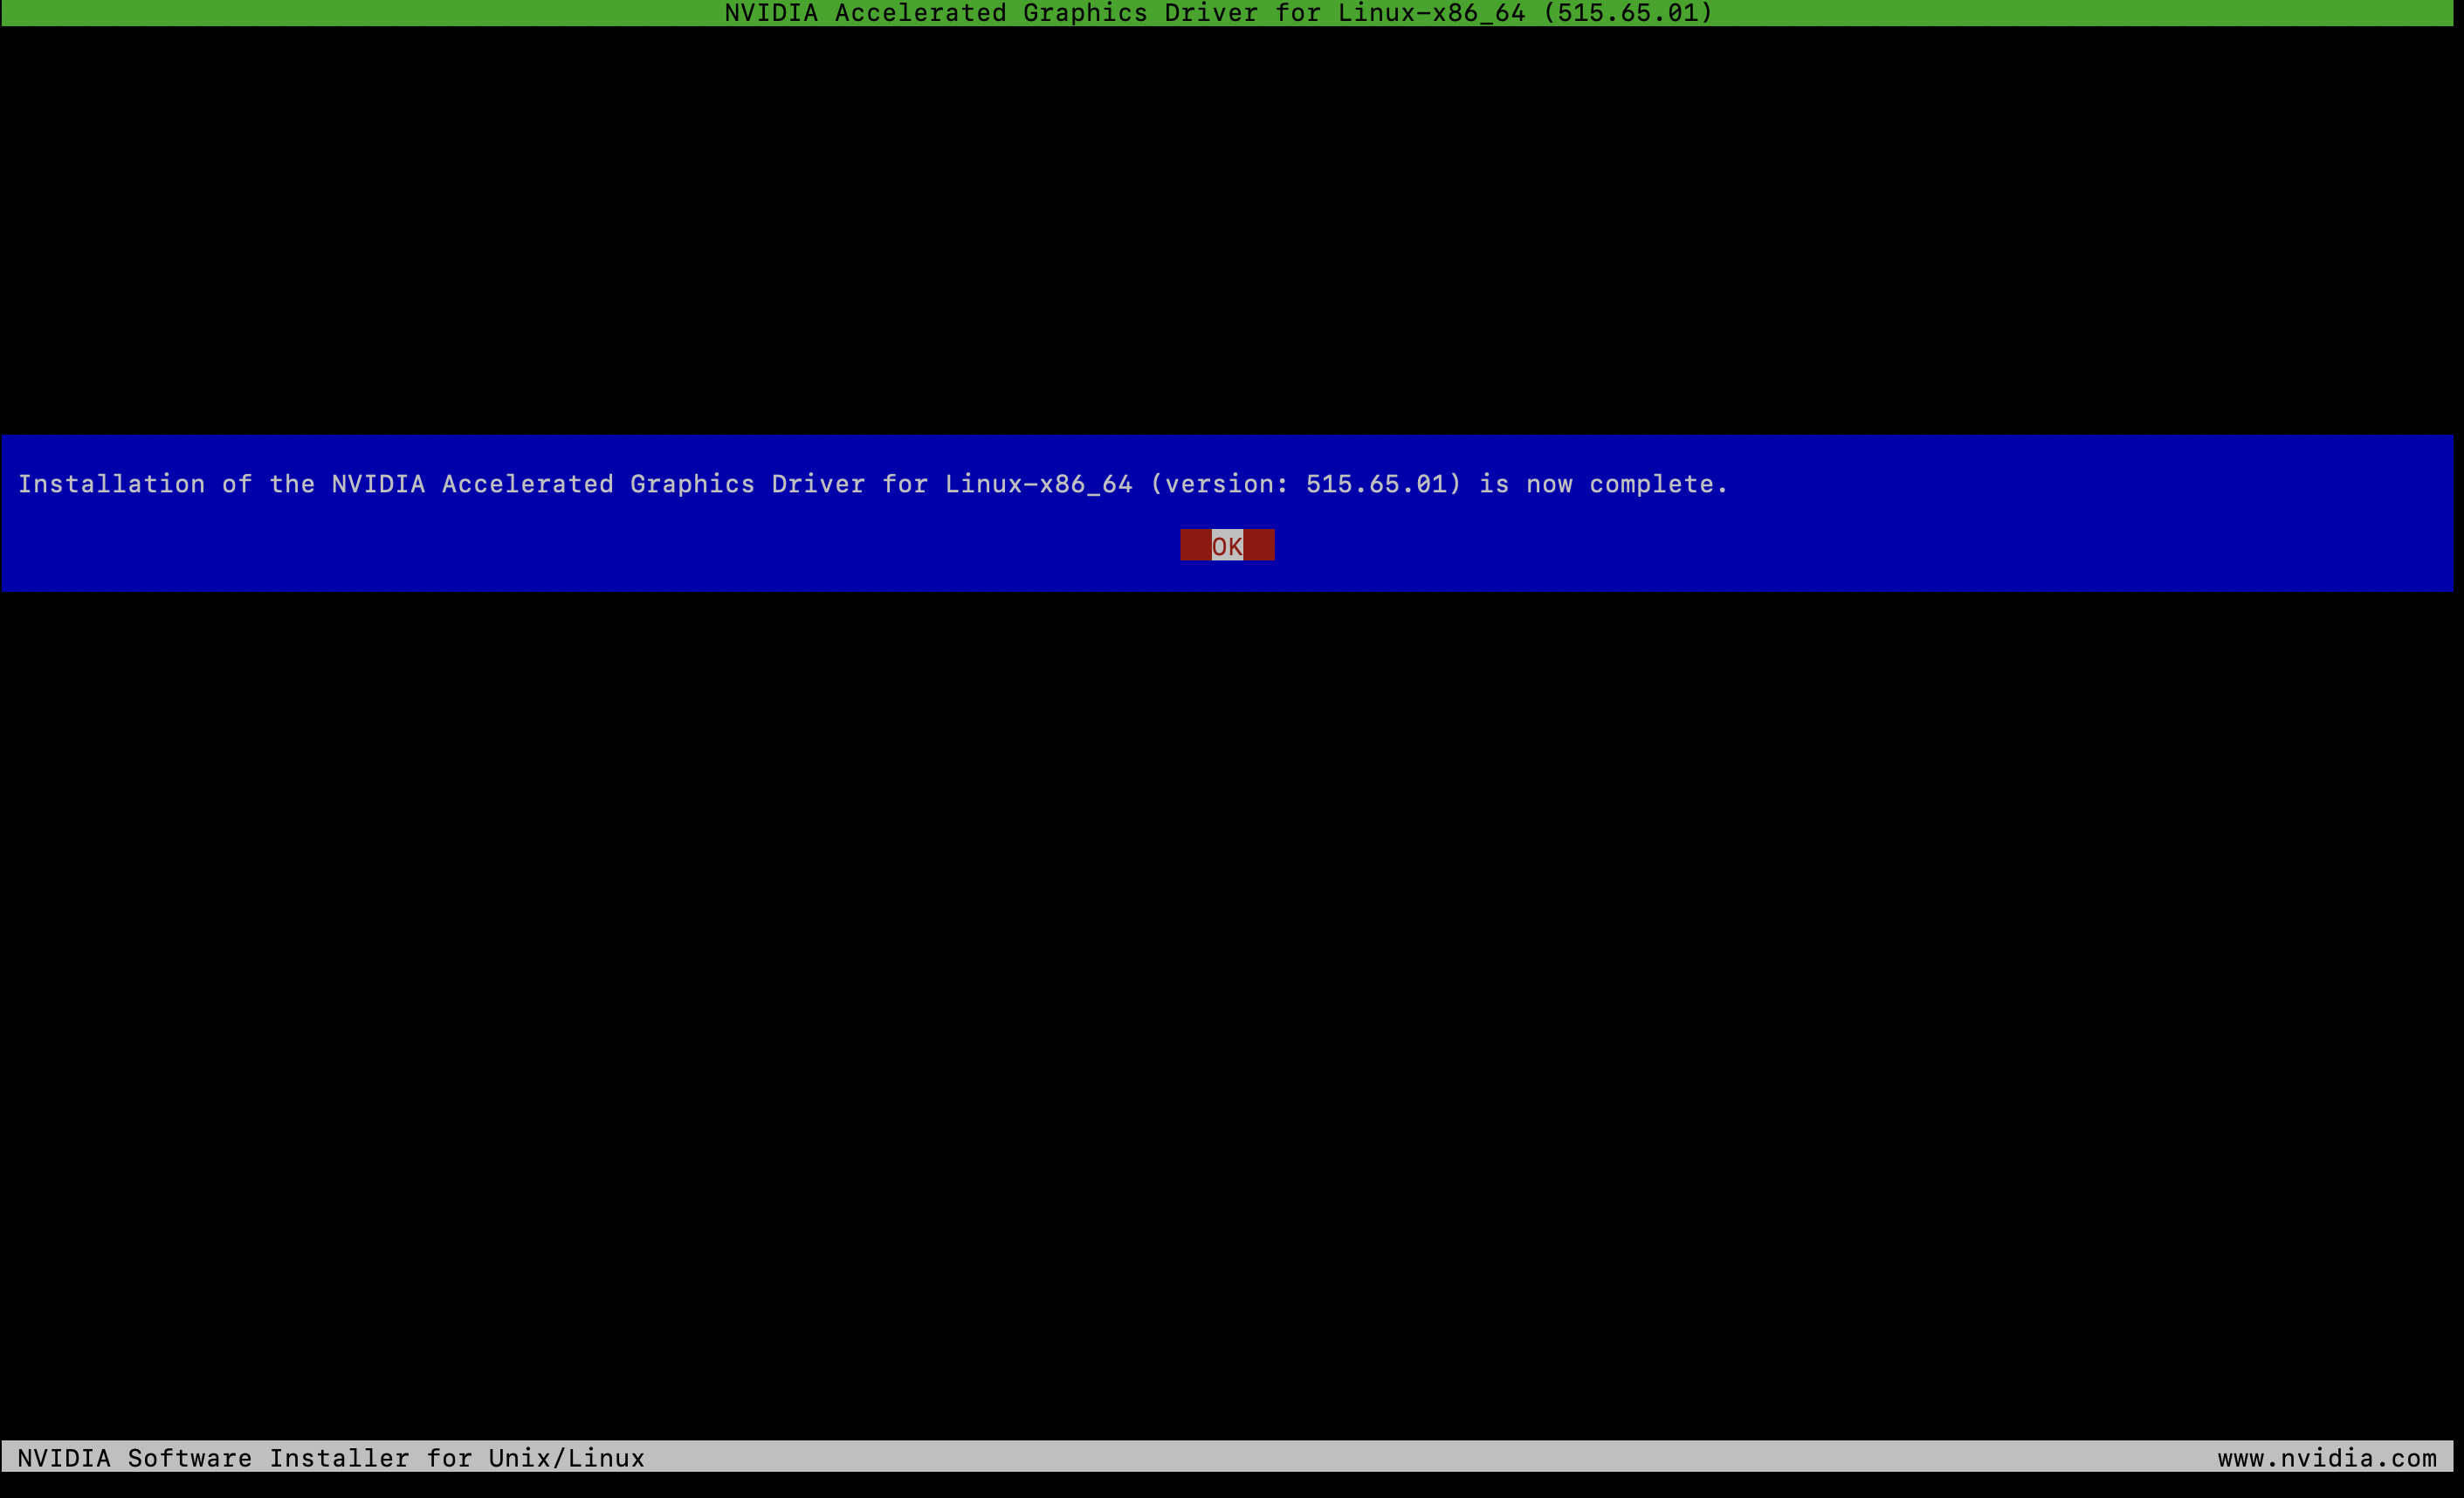 NVIDIA Accelerated Graphics Driver for Linux-x86_64 (515.65.01)
Installation of the NVIDIA Accelerated Graphics Driver for Linux-x86_64 (version: 515.65.01) is now complete.
OK
NVIDIA Software Installer for Unix/Linux www.nvidia.com